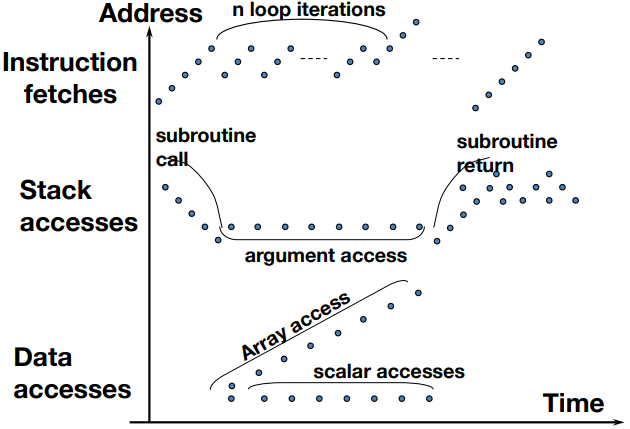 Address
n loop iterations
Instruction
fetches
subroutine
call
subroutine
return
Stack
accesses
argument access
Array access
Data
accesses
scalar accesses
Time